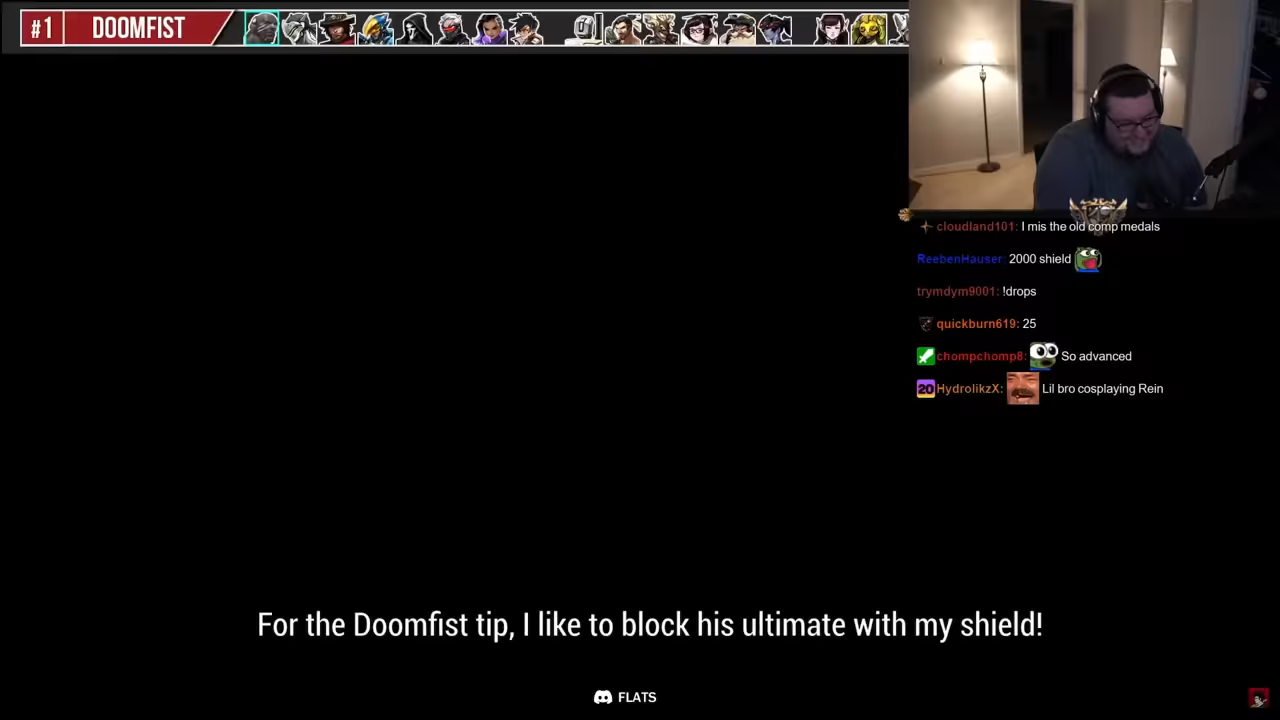 #1 DOOMFIST
cloudland101: I mis the old comp medals
ReebenHauser: 2000 shield
trymdym9001: !drops
quickburn619: 25
chompchomp8: So advanced
20 HydrolikzX: Lil bro cosplaying Rein
For the Doomfist tip, I like to block his ultimate with my shield!
FLATS